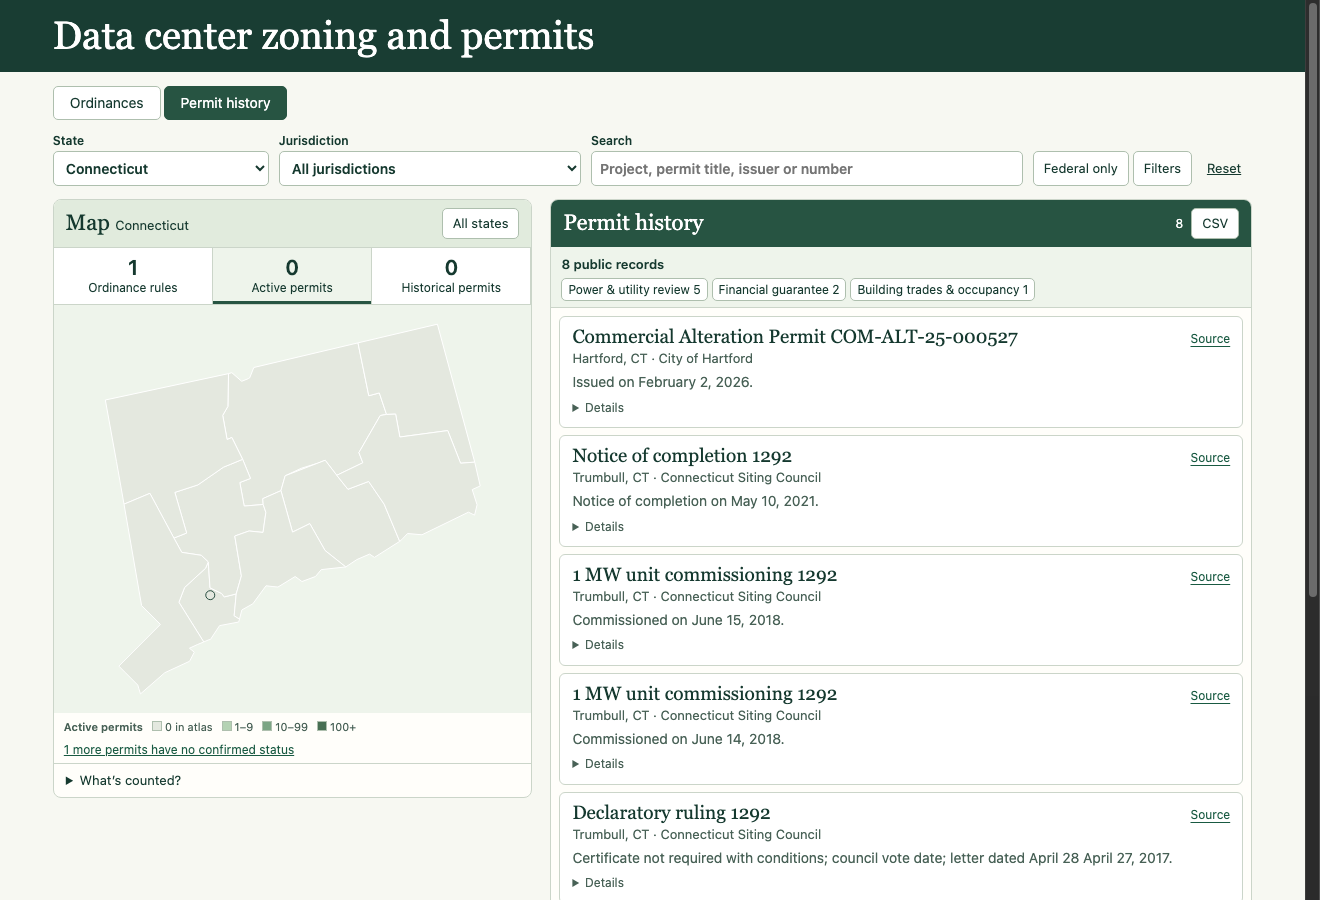 Data center zoning and permits
Ordinances
Permit history
State
Jurisdiction
Search
Connecticut
All jurisdictions
Project, permit title, issuer or number
Federal only
Filters
Reset
Map Connecticut
All states
1
Ordinance rules
0
Active permits
0
Historical permits
Active permits
0 in atlas
1–9
10–99
100+
1 more permits have no confirmed status
What's counted?
Permit history
8
CSV
8 public records
Power & utility review 5
Financial guarantee 2
Building trades & occupancy 1
Commercial Alteration Permit COM-ALT-25-000527
Source
Hartford, CT · City of Hartford
Issued on February 2, 2026.
Details
Notice of completion 1292
Source
Trumbull, CT · Connecticut Siting Council
Notice of completion on May 10, 2021.
Details
1 MW unit commissioning 1292
Source
Trumbull, CT · Connecticut Siting Council
Commissioned on June 15, 2018.
Details
1 MW unit commissioning 1292
Source
Trumbull, CT · Connecticut Siting Council
Commissioned on June 14, 2018.
Details
Declaratory ruling 1292
Source
Trumbull, CT · Connecticut Siting Council
Certificate not required with conditions; council vote date; letter dated April 28 April 27, 2017.
Details